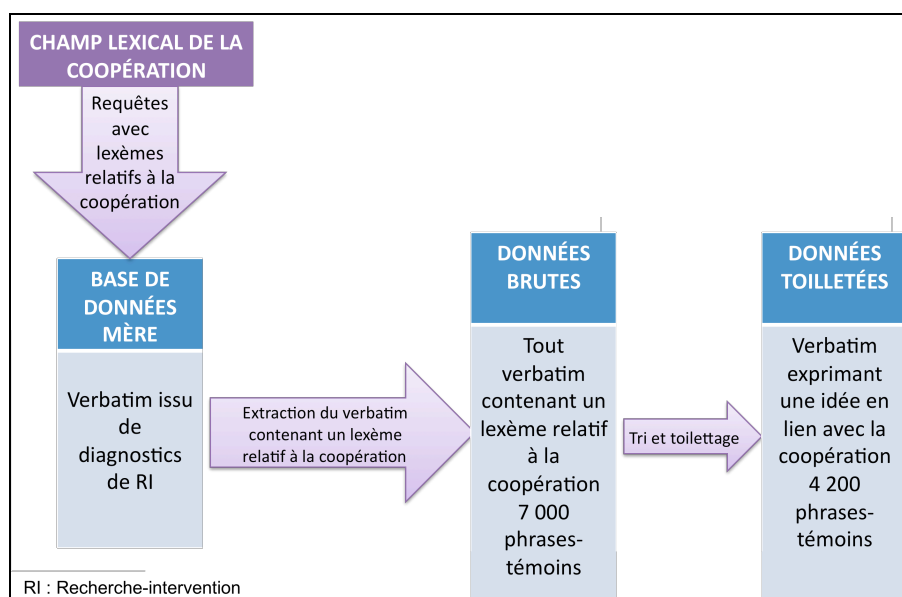 CHAMP LEXICAL DE LA
COOPÉRATION
Requêtes
avec
lexèmes
relatifs à la
coopération
BASE DE
DONNÉES
MÈRE
Verbatim issu
de
diagnostics
de RI
Extraction du verbatim
contenant un lexème
relatif à la coopération
DONNÉES
BRUTES
Tout
verbatim
contenant un
lexème relatif
à la
coopération
7 000
phrases-
témoins
Tri et toilettage
DONNÉES
TOILLETÉES
Verbatim
exprimant
une idée en
lien avec la
coopération
4 200
phrases-
témoins
RI : Recherche-intervention